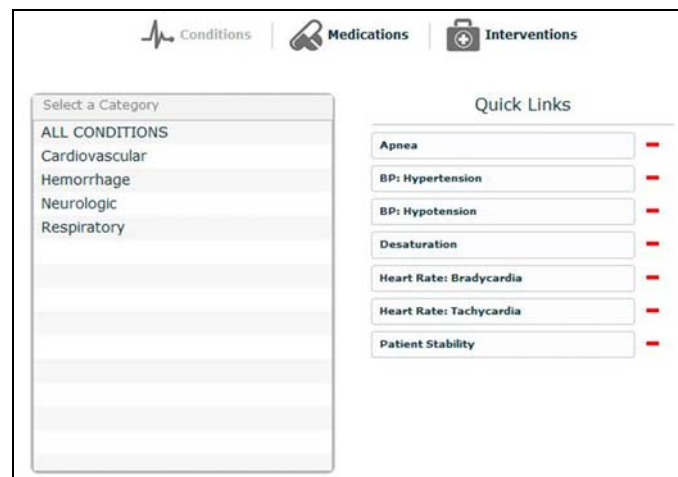 Conditions Medications Interventions
Select a Category
ALL CONDITIONS
Cardiovascular
Hemorrhage
Neurologic
Respiratory
Quick Links
Apnea
BP: Hypertension
BP: Hypotension
Desaturation
Heart Rate: Bradycardia
Heart Rate: Tachycardia
Patient Stability